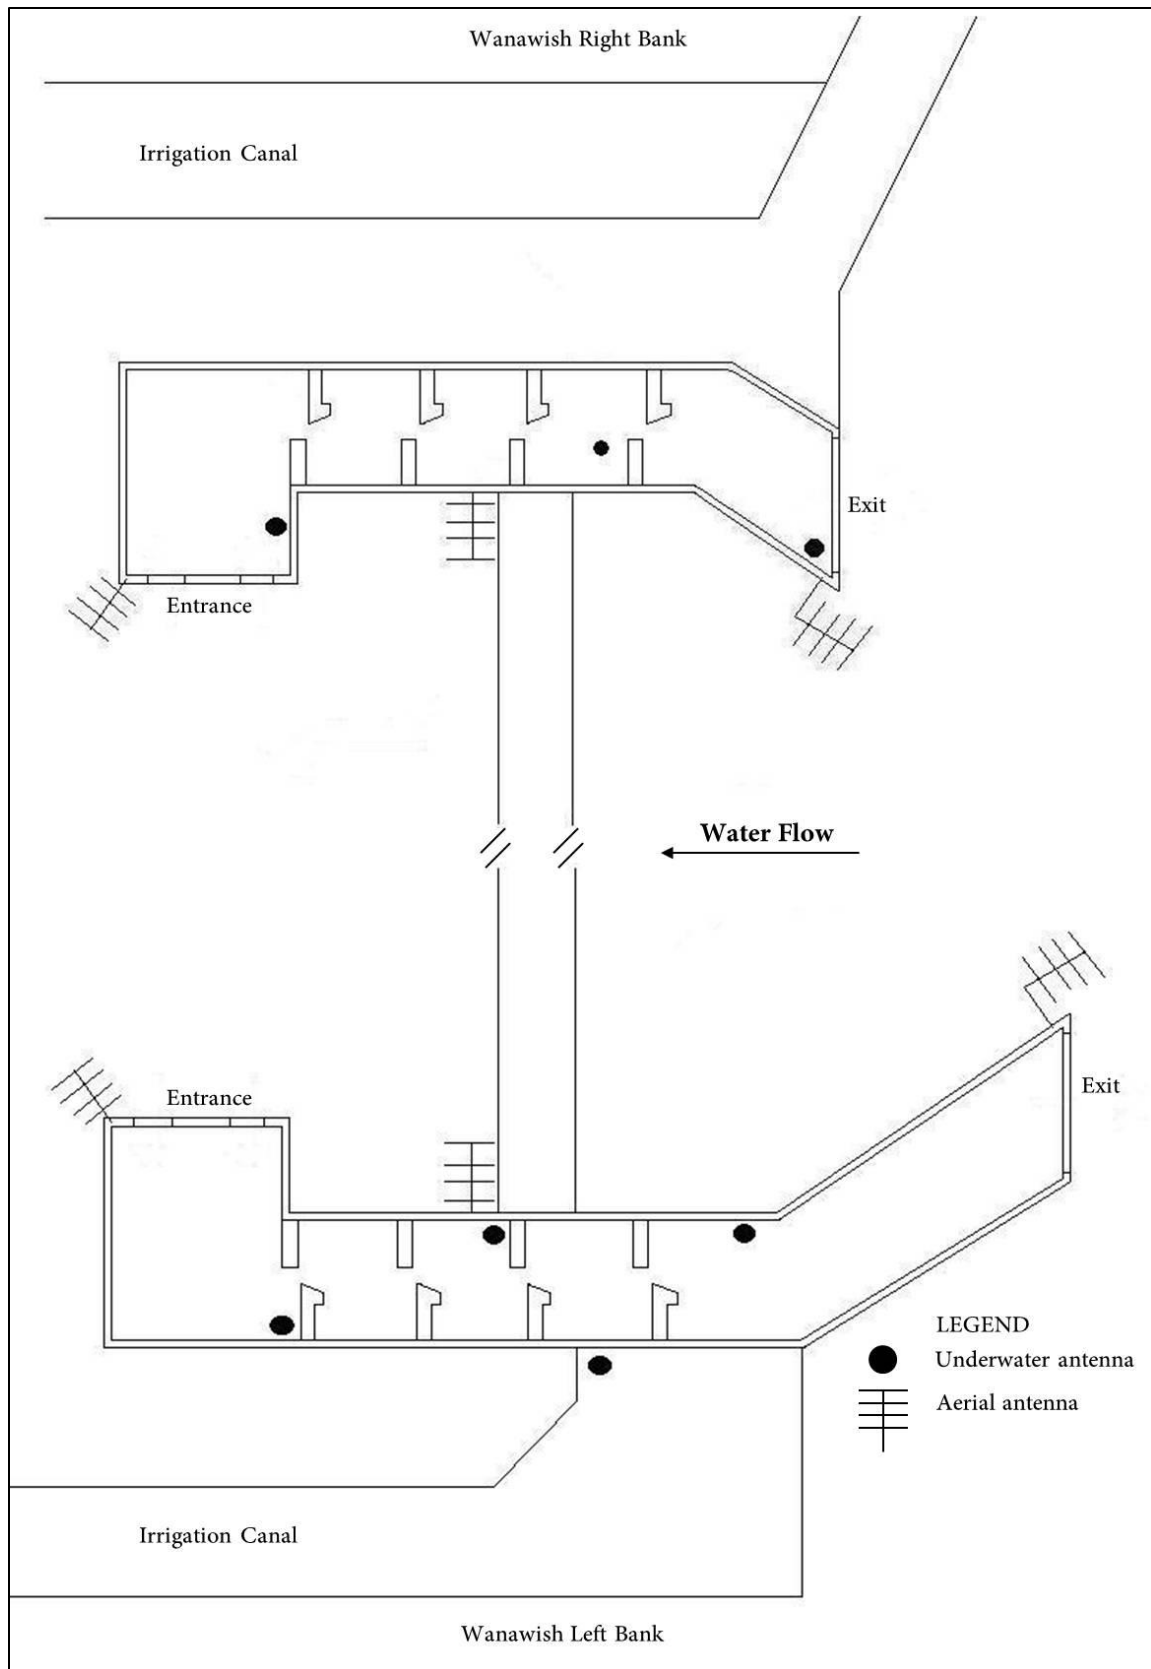 Wanawish Right Bank
Irrigation Canal
Exit
Entrance
Water Flow
Entrance
Exit
LEGEND
Underwater antenna
Aerial antenna
Irrigation Canal
Wanawish Left Bank